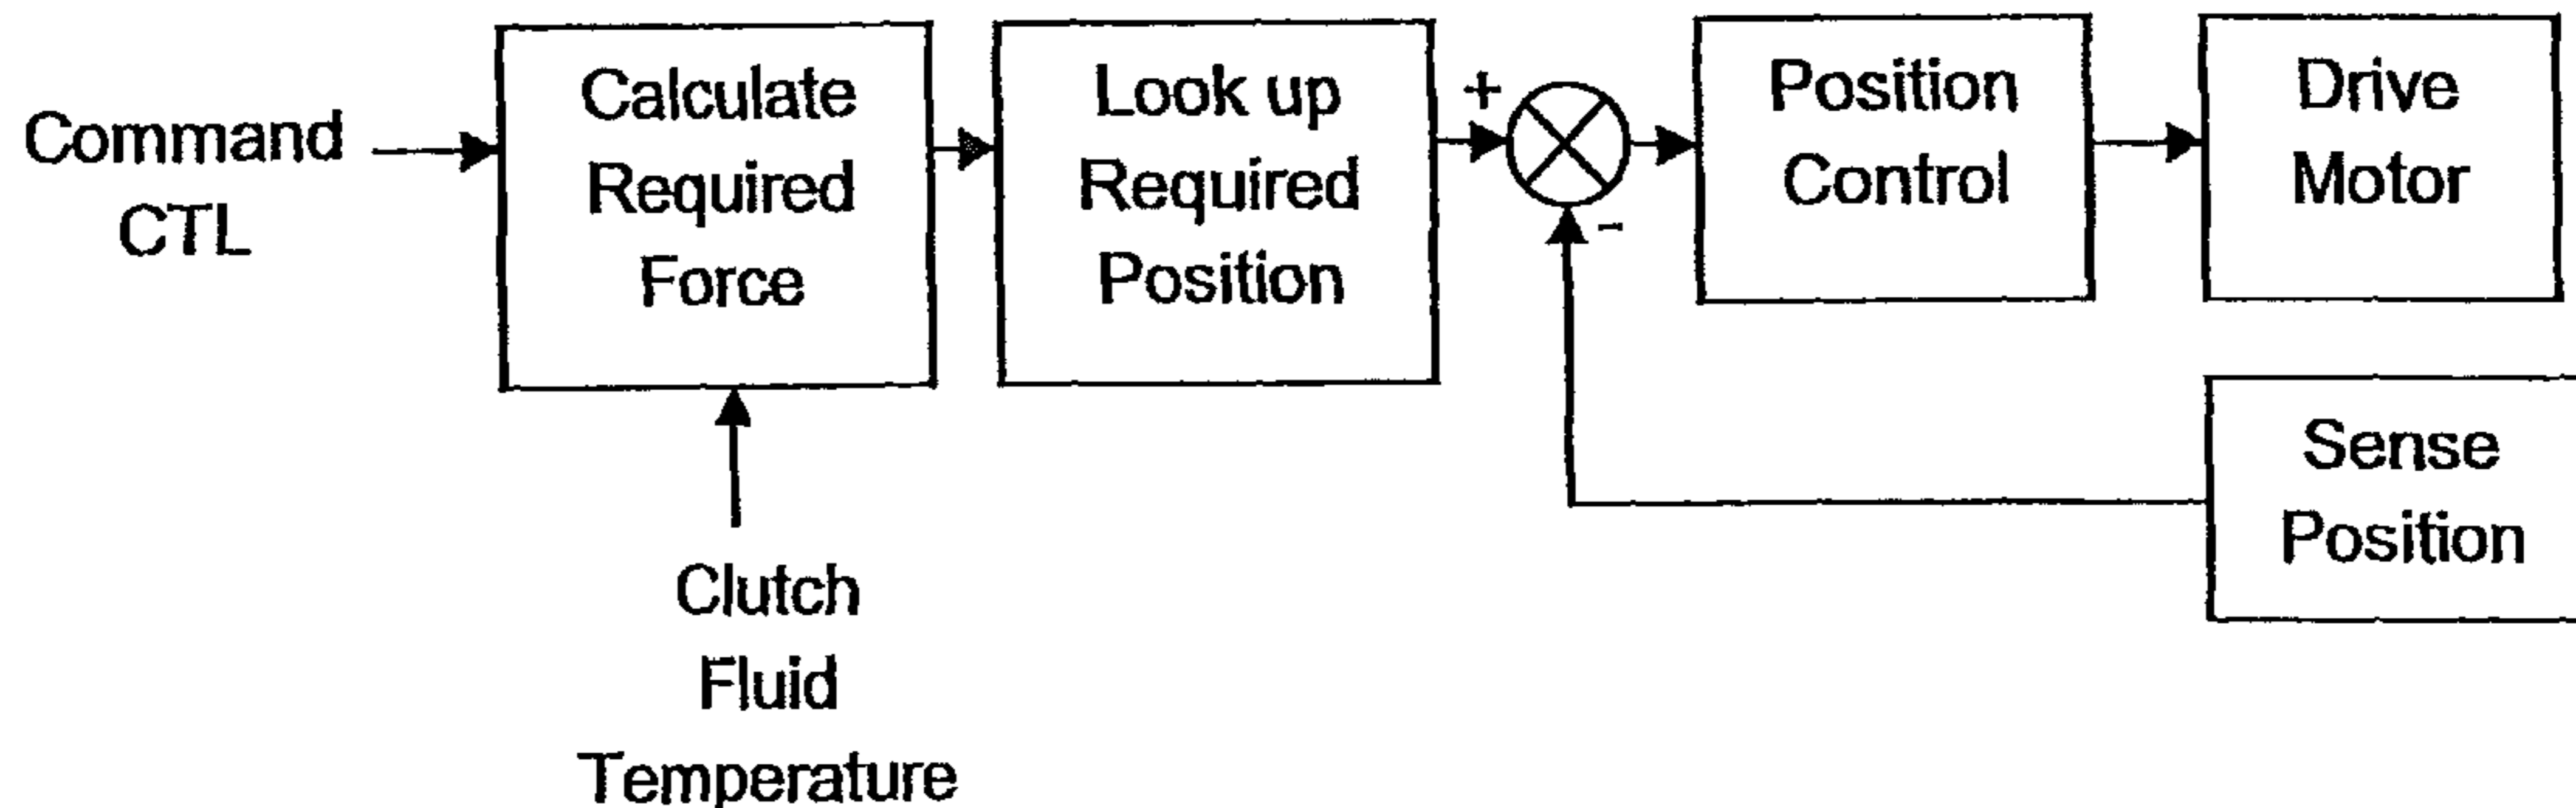 Command
CTL
Calculate
Required
Force
Look up
Required
Position
+
-
Position
Control
Drive
Motor
Sense
Position
Clutch
Fluid
Temperature